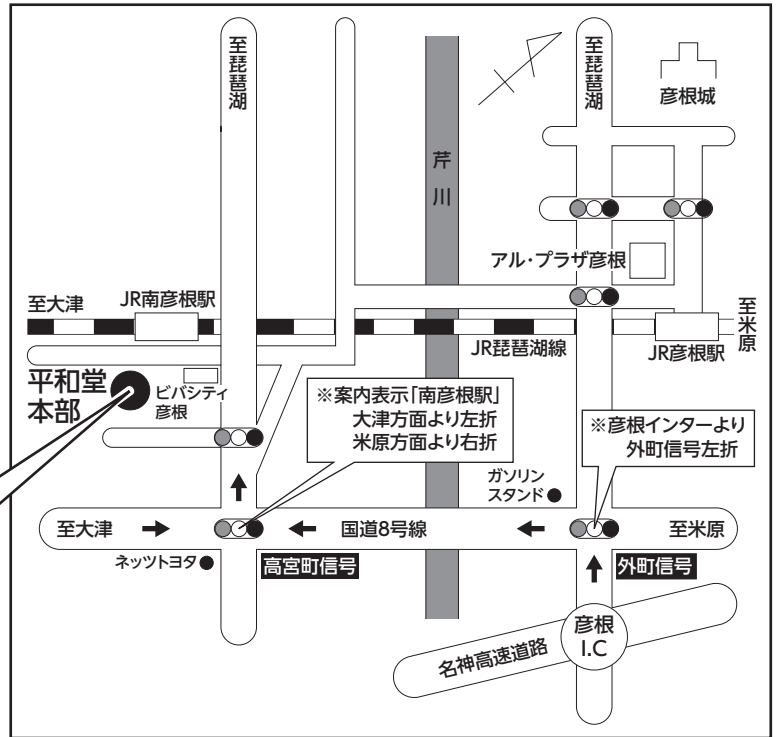 至琵琶湖
至琵琶湖
彦根城
芹川
アル・プラザ彦根
至大津
JR南彦根駅
JR琵琶湖線
JR彦根駅
至米原
平和堂
本部
ビバシティ
彦根
※案内表示「南彦根駅」
大津方面より左折
米原方面より右折
※彦根インターより
外町信号左折
ガソリン
スタンド
至大津
国道8号線
至米原
ネッツトヨタ
高宮町信号
外町信号
名神高速道路
彦根
I.C